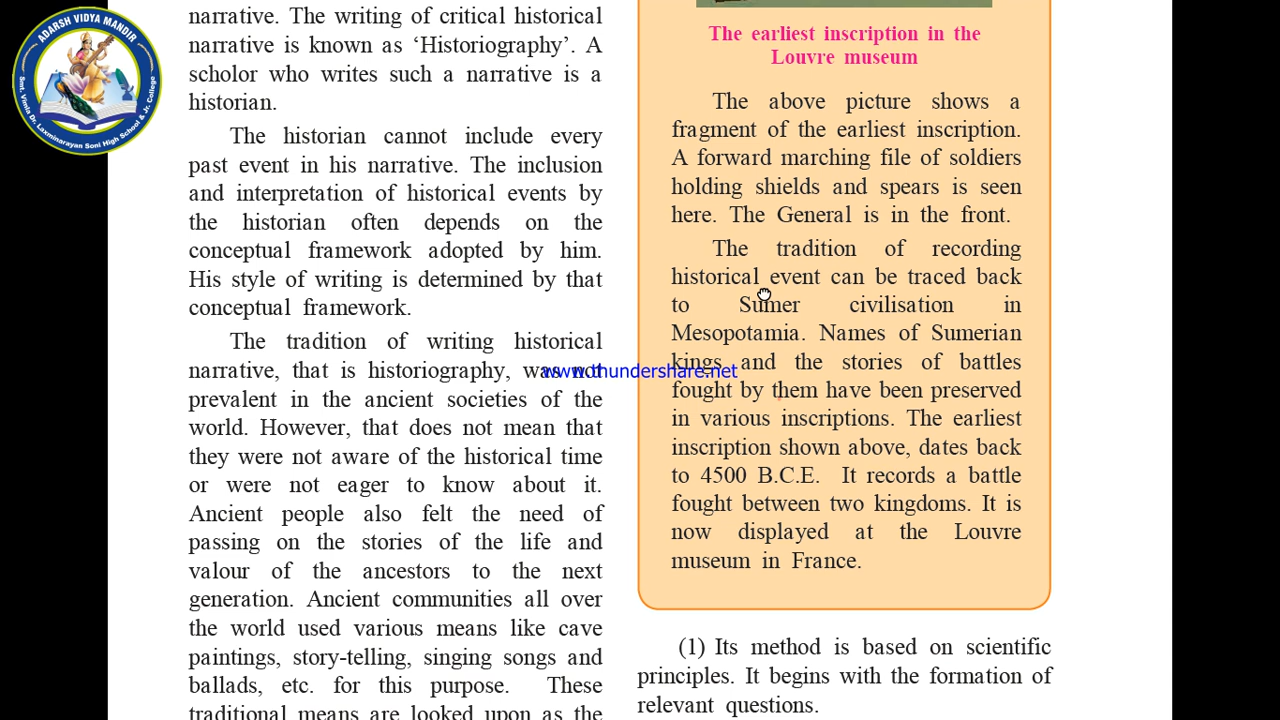 ADARSH VIDYA MANDIR
Smt. Vimla Dr. Laxminarayan Soni High School & Jr. College
narrative. The writing of critical historical
narrative is known as ‘Historiography’. A
scholor who writes such a narrative is a
historian.
The historian cannot include every
past event in his narrative. The inclusion
and interpretation of historical events by
the historian often depends on the
conceptual framework adopted by him.
His style of writing is determined by that
conceptual framework.
The tradition of writing historical
narrative, that is historiography, was not
prevalent in the ancient societies of the
world. However, that does not mean that
they were not aware of the historical time
or were not eager to know about it.
Ancient people also felt the need of
passing on the stories of the life and
valour of the ancestors to the next
generation. Ancient communities all over
the world used various means like cave
paintings, story-telling, singing songs and
ballads, etc. for this purpose. These
traditional means are looked upon as the
The earliest inscription in the
Louvre museum
The above picture shows a
fragment of the earliest inscription.
A forward marching file of soldiers
holding shields and spears is seen
here. The General is in the front.
The tradition of recording
historical event can be traced back
to Sumer civilisation in
Mesopotamia. Names of Sumerian
kings and the stories of battles
fought by them have been preserved
in various inscriptions. The earliest
inscription shown above, dates back
to 4500 B.C.E. It records a battle
fought between two kingdoms. It is
now displayed at the Louvre
museum in France.
(1) Its method is based on scientific
principles. It begins with the formation of
relevant questions.
www.thundershare.net